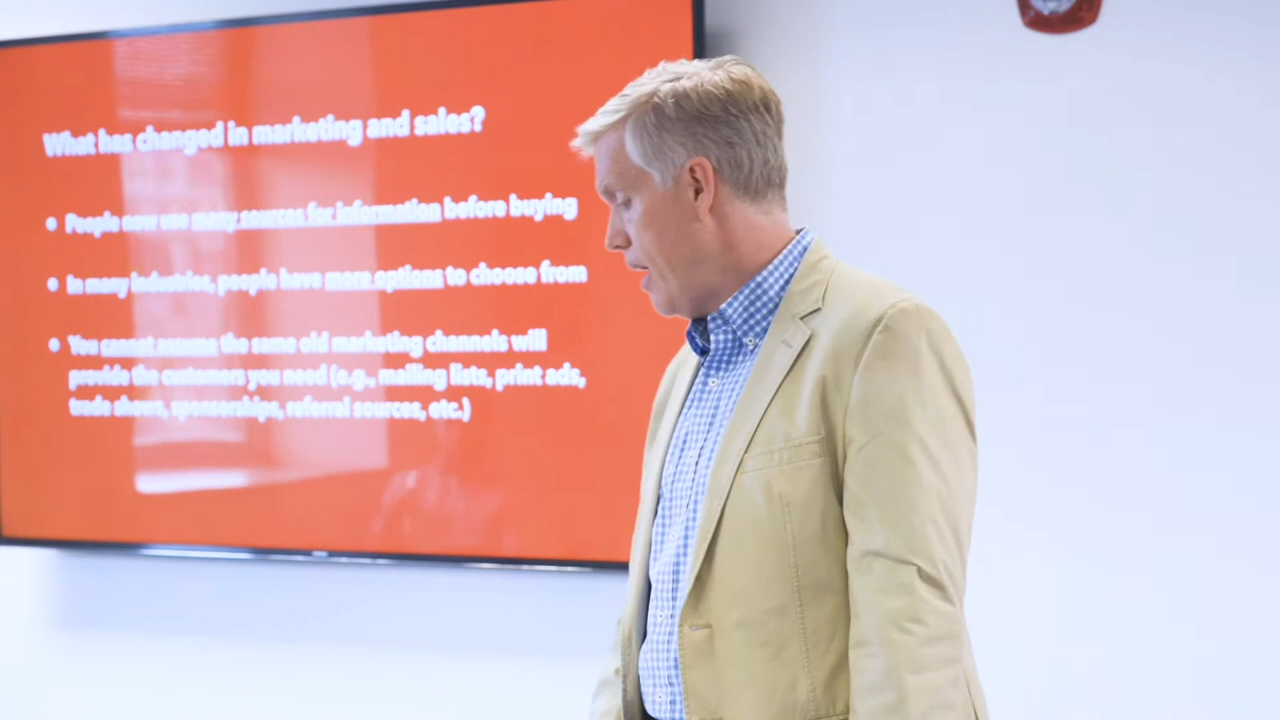 What has changed in marketing and sales?
• People now use many sources for information before buying
• In many industries, people have more options to choose from
• You cannot assume the same old marketing channels will
provide the customers you need (e.g., mailing lists, print ads,
trade shows, sponsorships, referral sources, etc.)